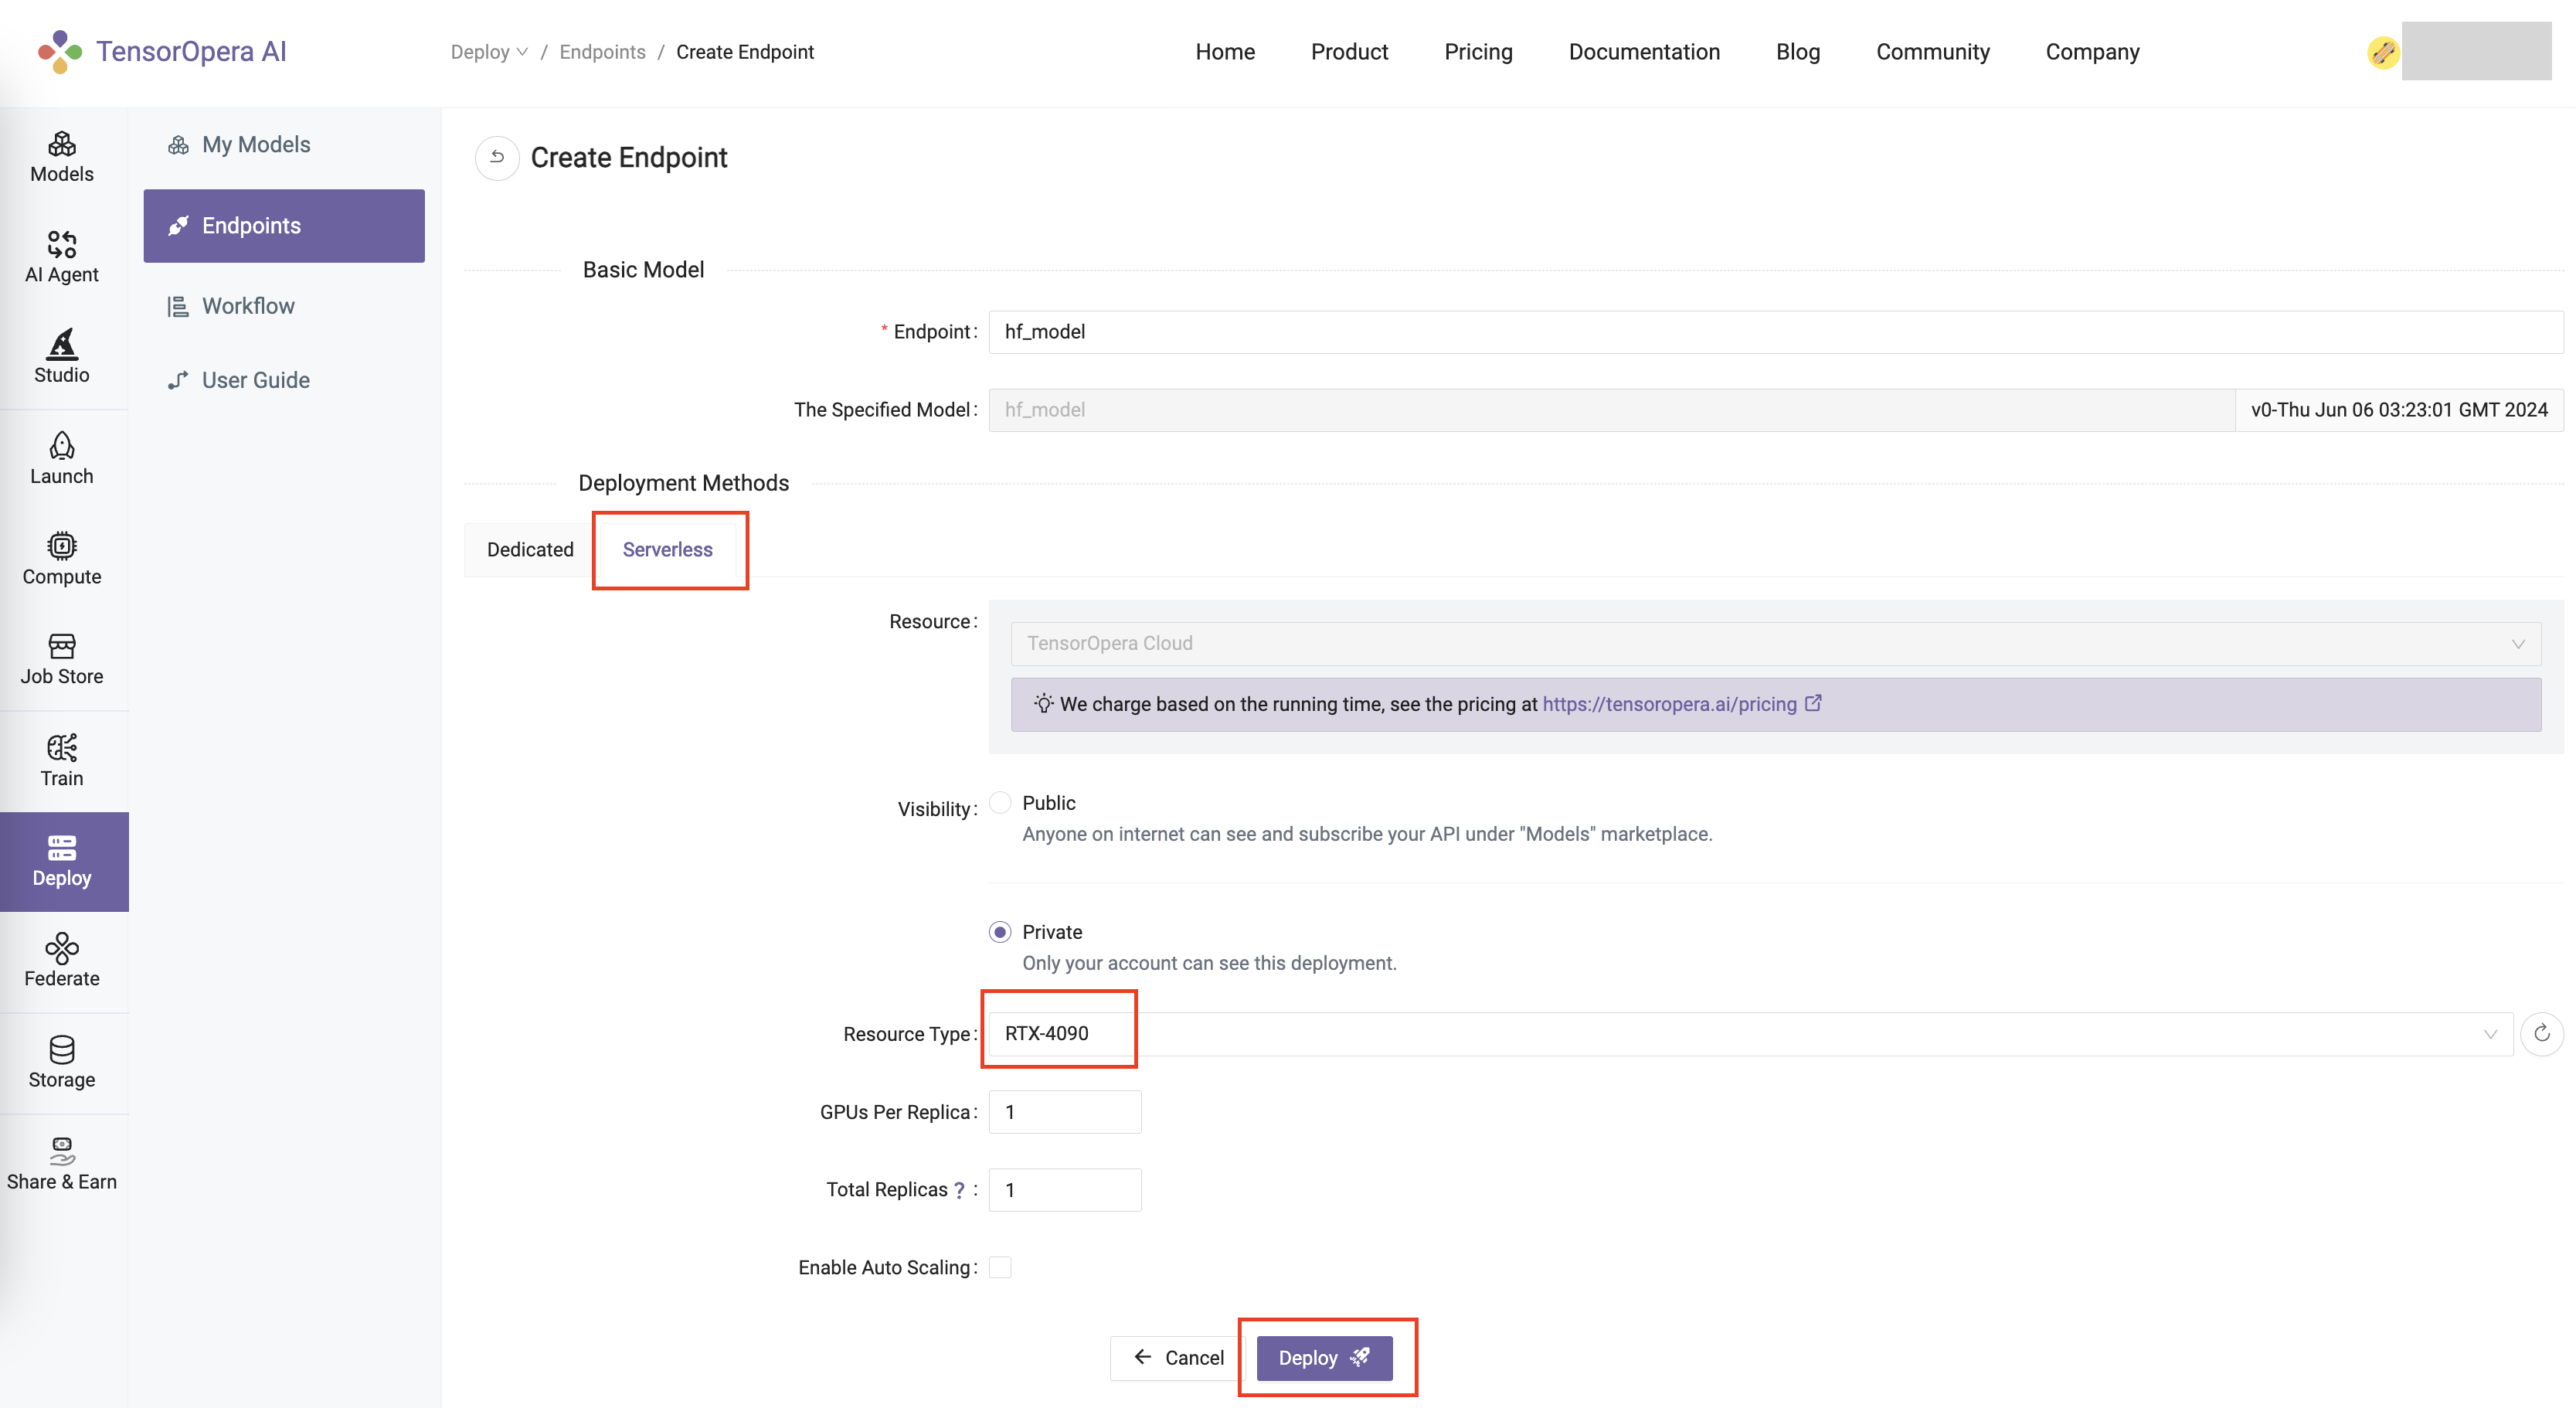 TensorOpera AI
Deploy / Endpoints / Create Endpoint
Home Product Pricing Documentation Blog Community Company
Models
AI Agent
Studio
Launch
Compute
Job Store
Train
Deploy
Federate
Storage
Share & Earn
My Models
Endpoints
Workflow
User Guide
Create Endpoint
Basic Model
* Endpoint: hf_model
The Specified Model: hf_model v0-Thu Jun 06 03:23:01 GMT 2024
Deployment Methods
Dedicated Serverless
Resource: TensorOpera Cloud
We charge based on the running time, see the pricing at https://tensoropera.ai/pricing
Visibility: Public
Anyone on internet can see and subscribe your API under "Models" marketplace.
Private
Only your account can see this deployment.
Resource Type: RTX-4090
GPUs Per Replica: 1
Total Replicas ? : 1
Enable Auto Scaling:
Cancel Deploy